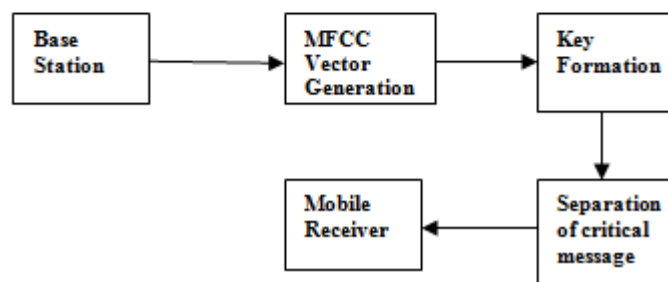 Base
Station
MFCC
Vector
Generation
Key
Formation
Mobile
Receiver
Separation
of critical
message